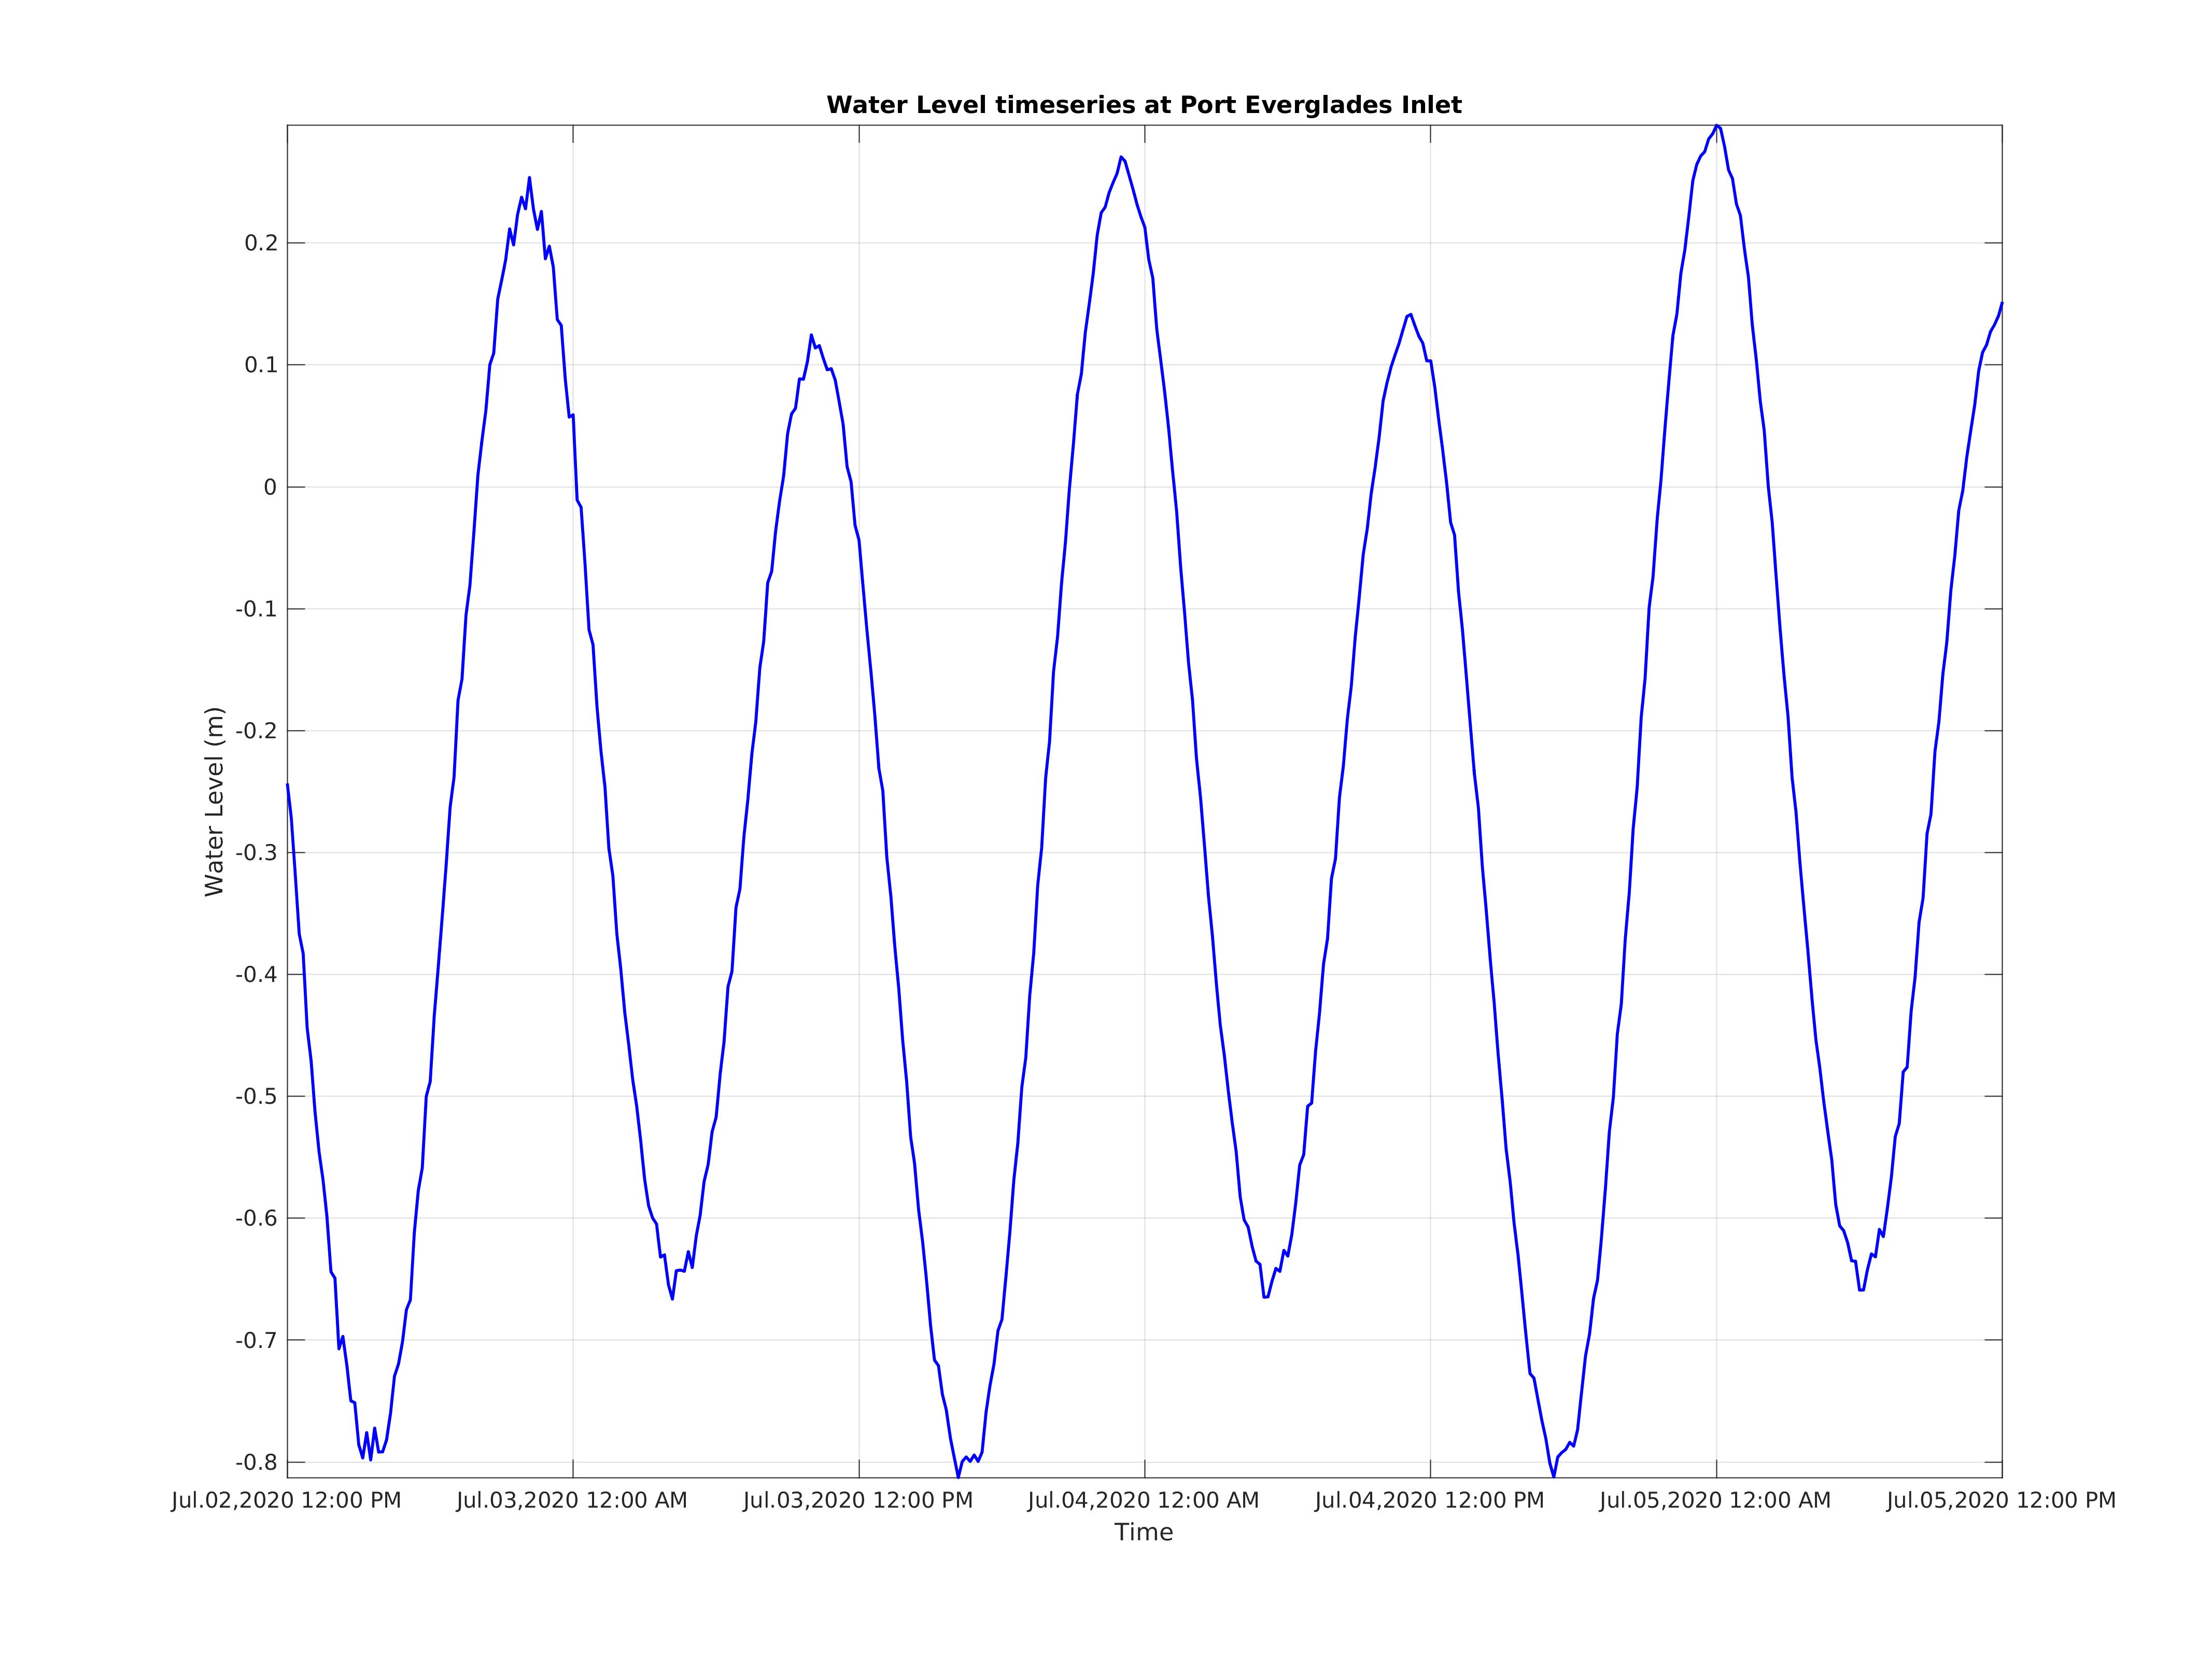 Water Level timeseries at Port Everglades Inlet
0.2
0.1
0
-0.1
-0.2
-0.3
-0.4
-0.5
-0.6
-0.7
-0.8
Water Level (m)
Jul.02,2020 12:00 PM Jul.03,2020 12:00 AM Jul.03,2020 12:00 PM Jul.04,2020 12:00 AM Jul.04,2020 12:00 PM Jul.05,2020 12:00 AM Jul.05,2020 12:00 PM
Time